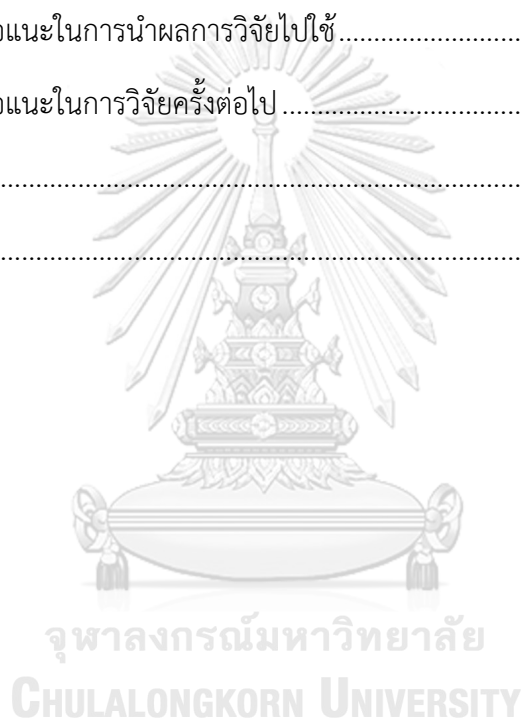 อแนะในการนำผลการวิจัยไปใช้........................
อแนะในการวิจัยครั้งต่อไป................................
................................................................
................................................................
จุฬาลงกรณ์มหาวิทยาลัย
CHULALONGKORN UNIVERSITY